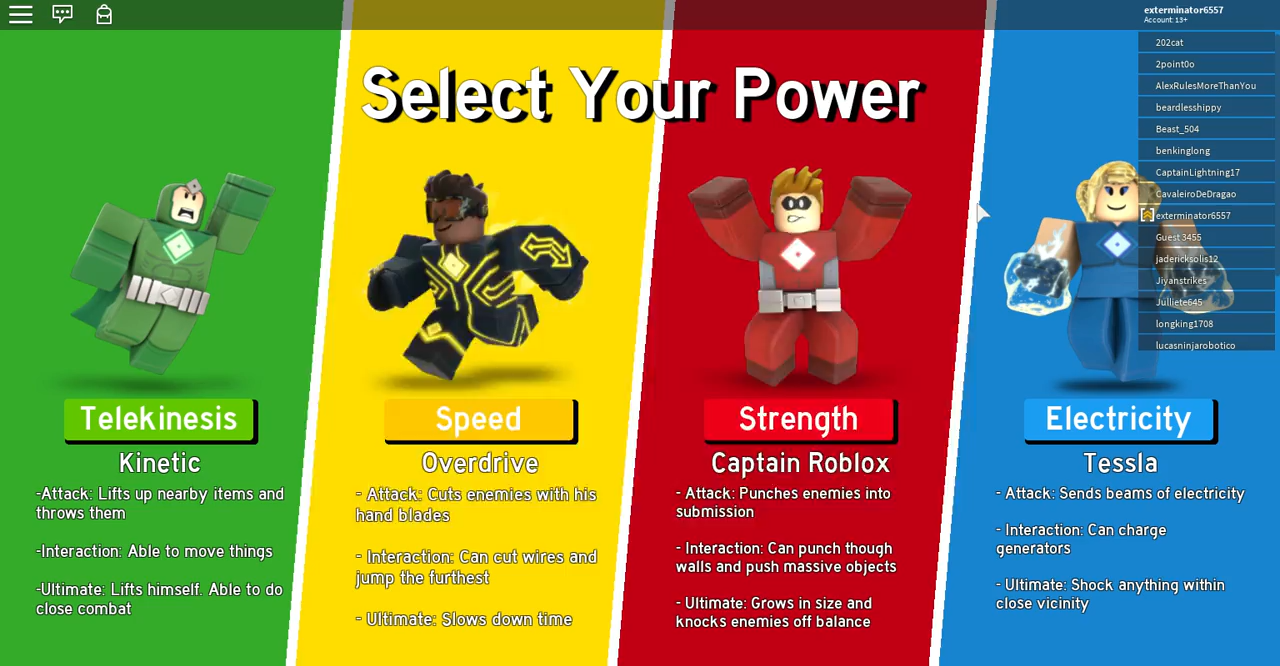 exterminator6557
Account: 13+
202cat
2point0o
AlexRulesMoreThanYou
beardlesshippy
Beast_504
benkinglong
CaptainLightning17
CavaleiroDeDragao
exterminator6557
Guest 3455
jadericksolis12
Jiyanstrikes
Julliete645
longking1708
lucasninjarobotico
Select Your Power
Telekinesis
Kinetic
-Attack: Lifts up nearby items and
throws them
-Interaction: Able to move things
-Ultimate: Lifts himself. Able to do
close combat
Speed
Overdrive
- Attack: Cuts enemies with his
hand blades
- Interaction: Can cut wires and
jump the furthest
- Ultimate: Slows down time
Strength
Captain Roblox
- Attack: Punches enemies into
submission
- Interaction: Can punch though
walls and push massive objects
- Ultimate: Grows in size and
knocks enemies off balance
Electricity
Tessla
- Attack: Sends beams of electricity
- Interaction: Can charge
generators
- Ultimate: Shock anything within
close vicinity